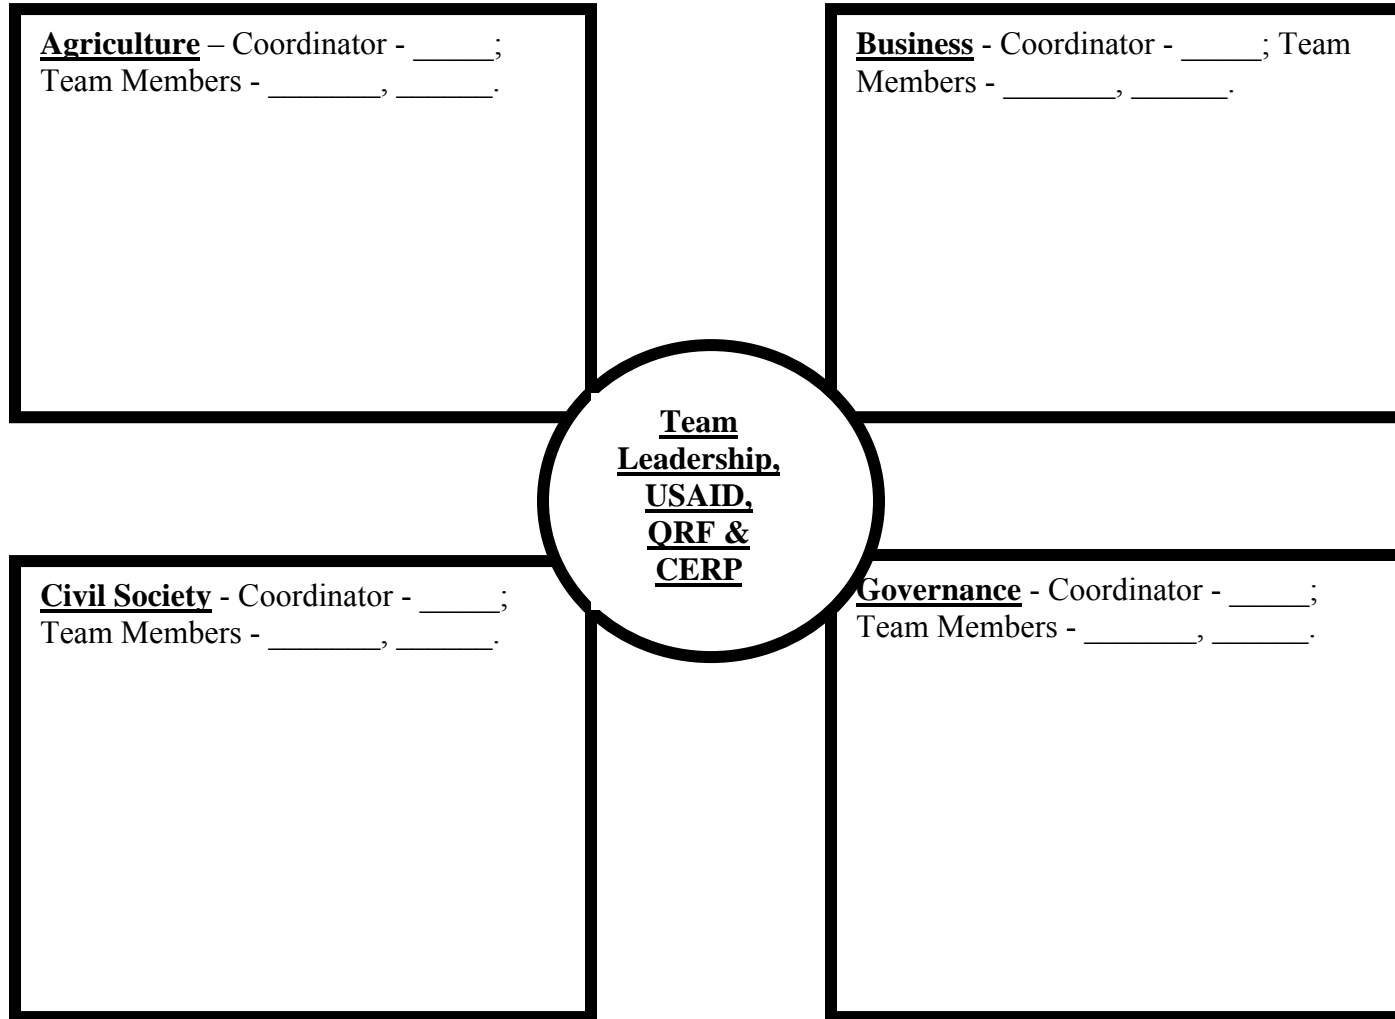 Agriculture – Coordinator - _____;
Team Members - _______, ______.
Business - Coordinator - _____; Team
Members - _______, ______.
Team
Leadership,
USAID,
QRF &
CERP
Civil Society - Coordinator - _____;
Team Members - _______, ______.
Governance - Coordinator - _____;
Team Members - _______, ______.